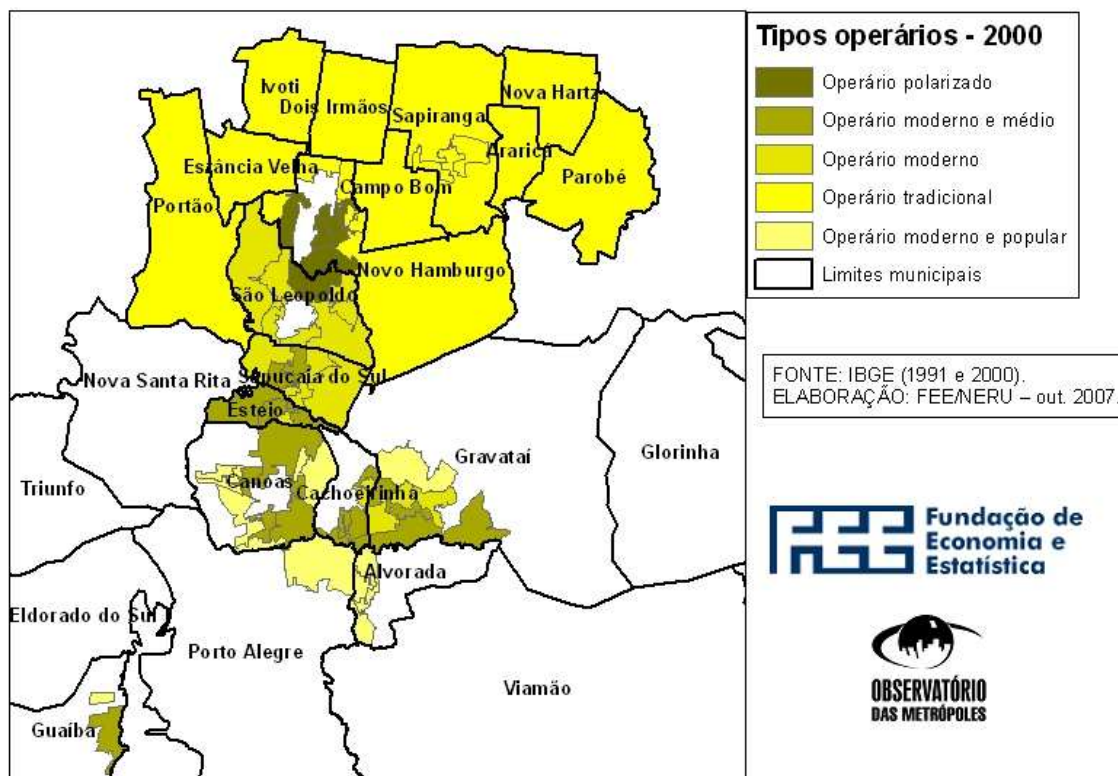 Ivoti
Dois Irmãos
Nova Hartz
Sapiranga
Estância Velha
Araricá
Campo Bom
Parobé
Portão
Novo Hamburgo
São Leopoldo
Nova Santa Rita
Sapucaia do Sul
Esteio
Gravataí
Glorinha
Triunfo
Canoas
Cachoeirinha
Alvorada
Eldorado do Sul
Porto Alegre
Viamão
Guaíba
Tipos operários - 2000
Operário polarizado
Operário moderno e médio
Operário moderno
Operário tradicional
Operário moderno e popular
Limites municipais
FONTE: IBGE (1991 e 2000).
ELABORAÇÃO: FEE/NERU – out. 2007.
FEE
Fundação de
Economia e
Estatística
OBSERVATÓRIO
DAS METRÓPOLES